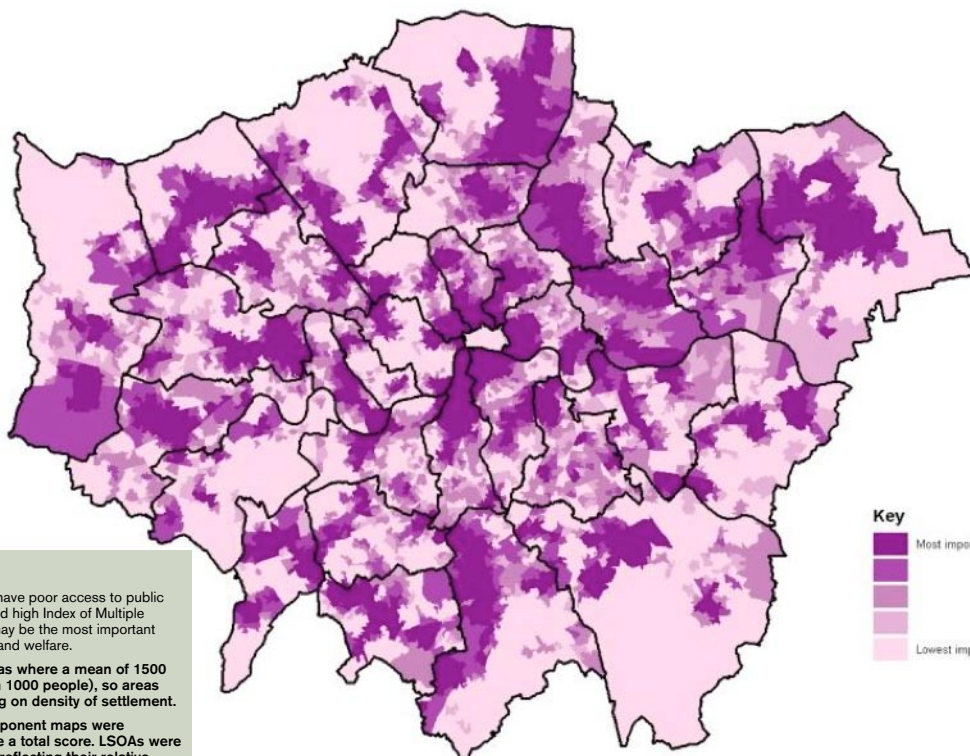 Key
Most impo
Lowest imp
have poor access to public
d high Index of Multiple
may be the most important
and welfare.
as where a mean of 1500
1000 people), so areas
g on density of settlement.
ponent maps were
e a total score. LSOAs were
reflecting their relative